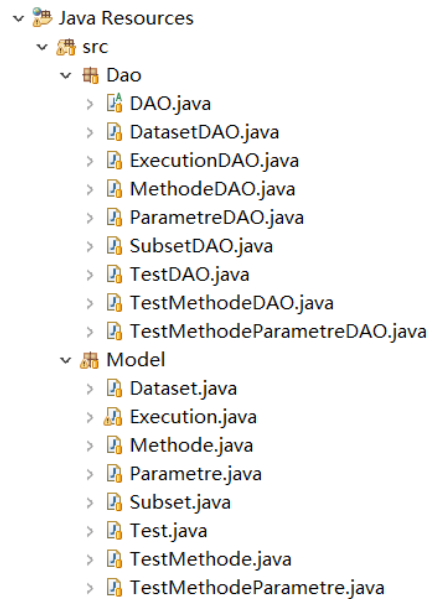 Java Resources
src
Dao
DAO.java
DatasetDAO.java
ExecutionDAO.java
MethodeDAO.java
ParametreDAO.java
SubsetDAO.java
TestDAO.java
TestMethodeDAO.java
TestMethodeParametreDAO.java
Model
Dataset.java
Execution.java
Methode.java
Parametre.java
Subset.java
Test.java
TestMethode.java
TestMethodeParametre.java